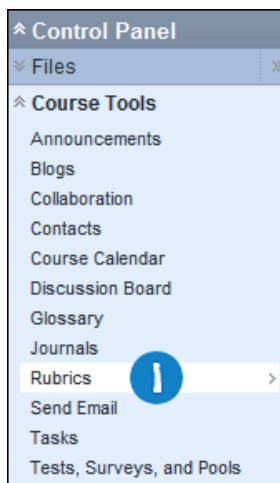 Control Panel
Files
Course Tools
Announcements
Blogs
Collaboration
Contacts
Course Calendar
Discussion Board
Glossary
Journals
Rubrics 1
Send Email
Tasks
Tests, Surveys, and Pools